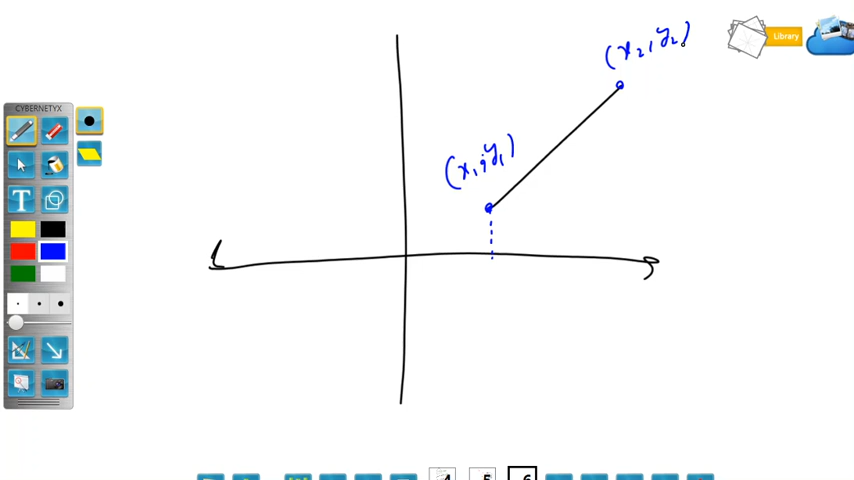 (x₂, y₂)
Library
CYBERNETYX
(x₁, y₁)
T
4 5 6